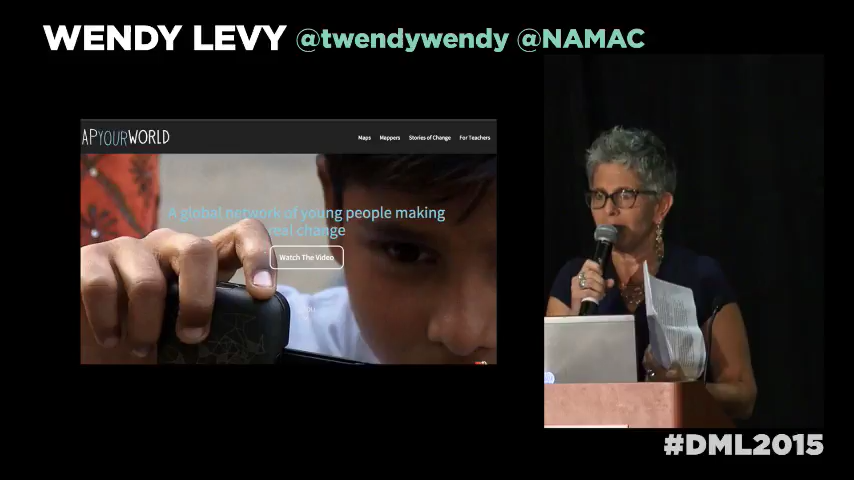 WENDY LEVY @twendywendy @NAMAC
APYOURWORLD
Maps Mappers Stories of Change For Teachers
A global network of young people making
real change
Watch The Video
#DML2015